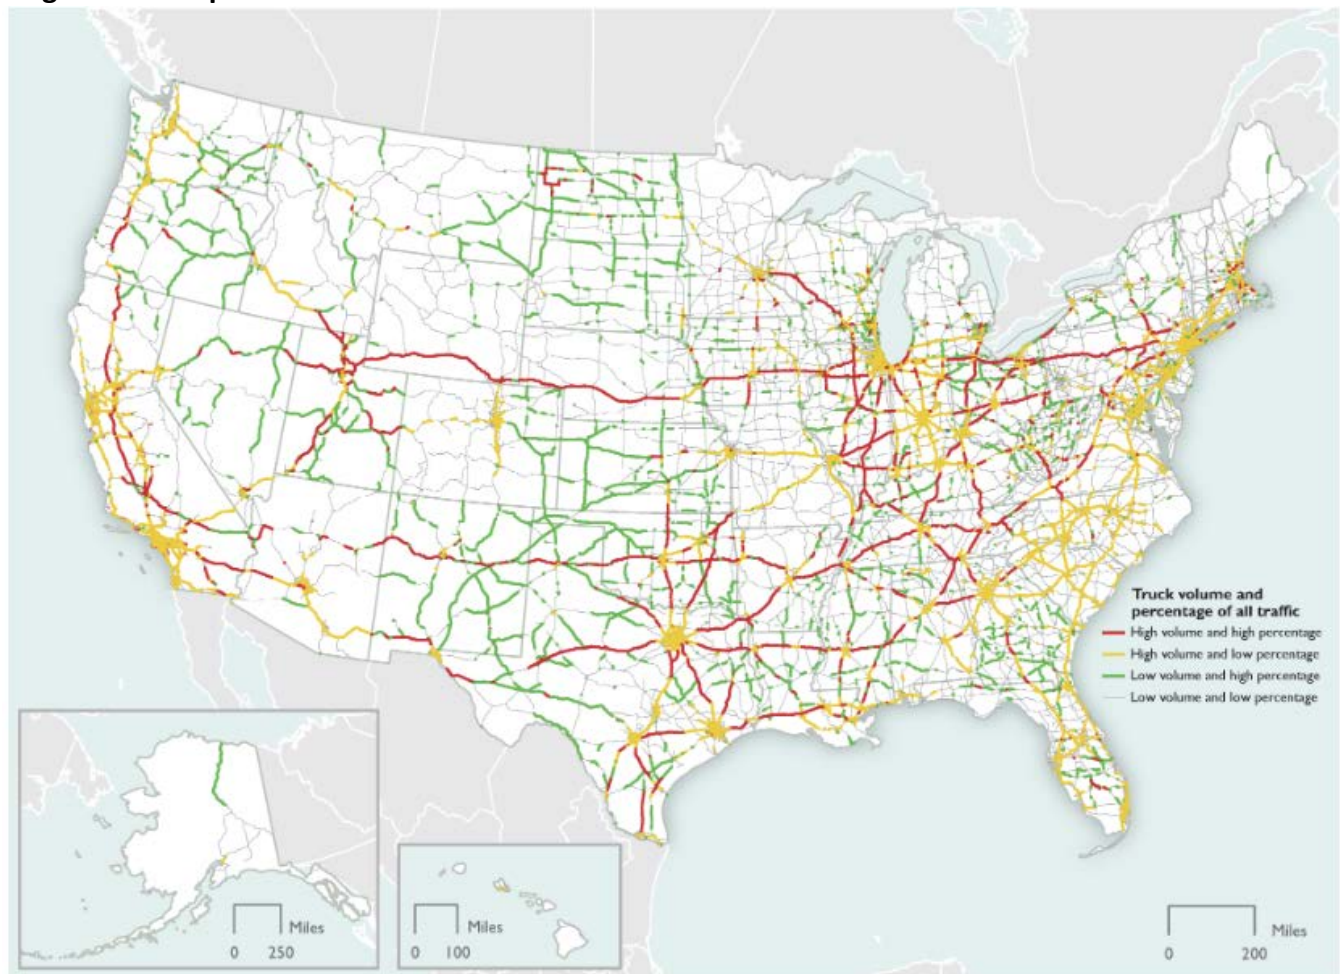 Truck volume and
percentage of all traffic
High volume and high percentage
High volume and low percentage
Low volume and high percentage
Low volume and low percentage
Miles
0 250
Miles
0 100
Miles
0 200